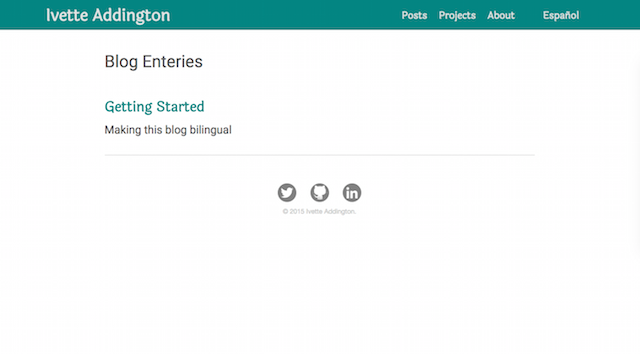 Ivette Addington
Posts Projects About Español
Blog Enteries
Getting Started
Making this blog bilingual
© 2015 Ivette Addington.